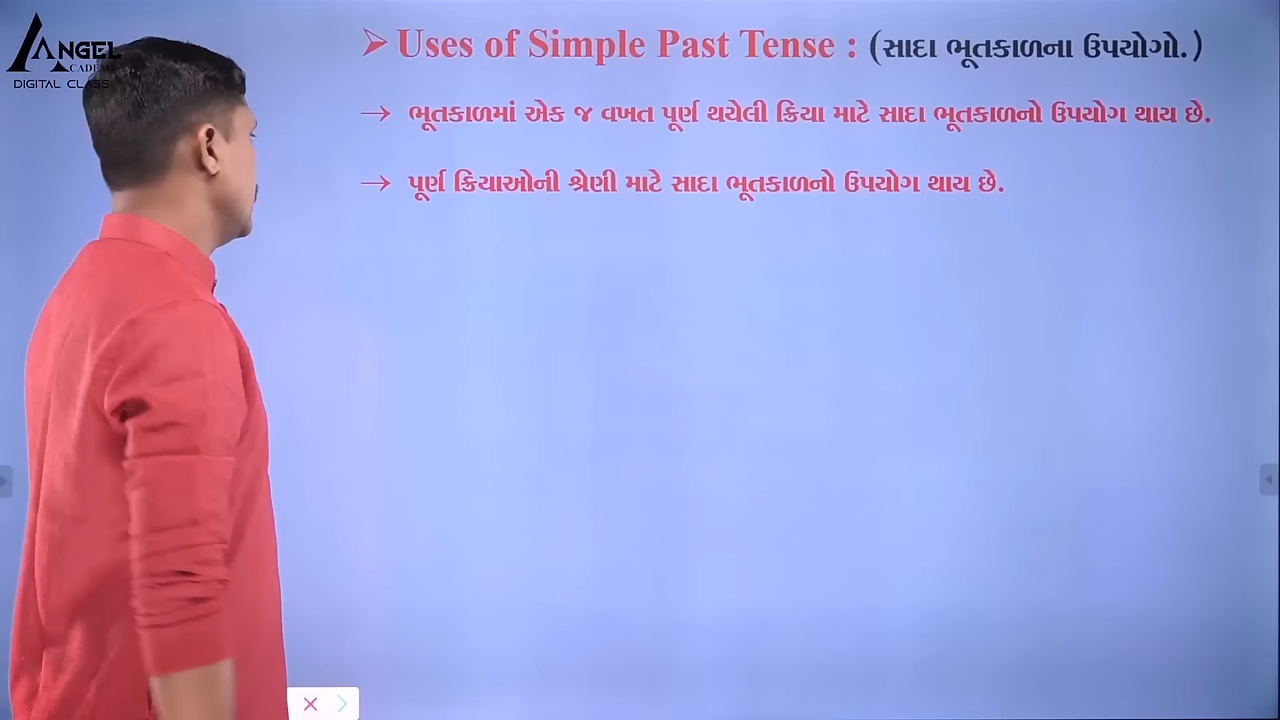 ANGEL
ACADEMY
DIGITAL CLASS
➢ Uses of Simple Past Tense : (સાદા ભૂતકાળના ઉપયોગો.)
→ ભૂતકાળમાં એક જ વખત પૂર્ણ થયેલી ક્રિયા માટે સાદા ભૂતકાળનો ઉપયોગ થાય છે.
→ પૂર્ણ ક્રિયાઓની શ્રેણી માટે સાદા ભૂતકાળનો ઉપયોગ થાય છે.